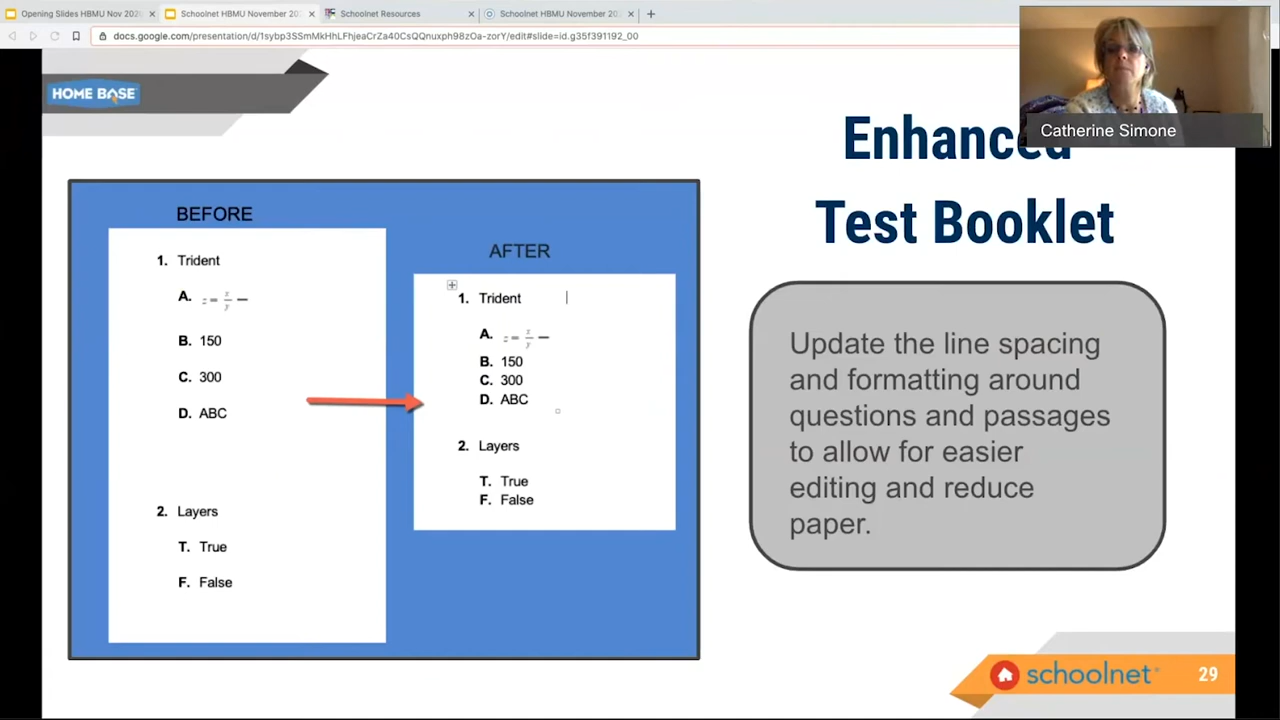 Opening Slides HBMU Nov 202
Schoolnet HBMU November 202
Schoolnet Resources
Schoolnet HBMU November 202
docs.google.com/presentation/d/1sybp3SSmMkHhLFhjeaCrZa40CsQQnuxph98zOa-zorY/edit#slide=id.g35f391192_00
HOME BASE
Catherine Simone
Enhanced
Test Booklet
BEFORE
1. Trident
A. z = z/y –
B. 150
C. 300
D. ABC
2. Layers
T. True
F. False
AFTER
1. Trident
A. z = z/y –
B. 150
C. 300
D. ABC
2. Layers
T. True
F. False
Update the line spacing
and formatting around
questions and passages
to allow for easier
editing and reduce
paper.
schoolnet
29